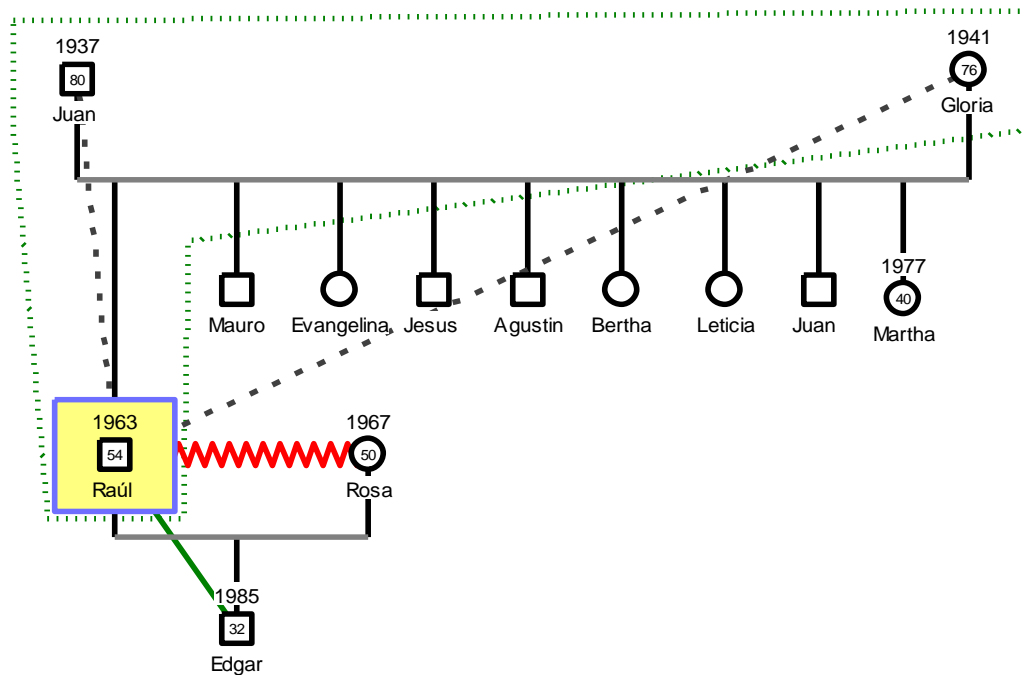 1937
80
Juan
1941
76
Gloria
Mauro
Evangelina
Jesus
Agustin
Bertha
Leticia
Juan
1977
40
Martha
1963
54
Raúl
1967
50
Rosa
1985
32
Edgar